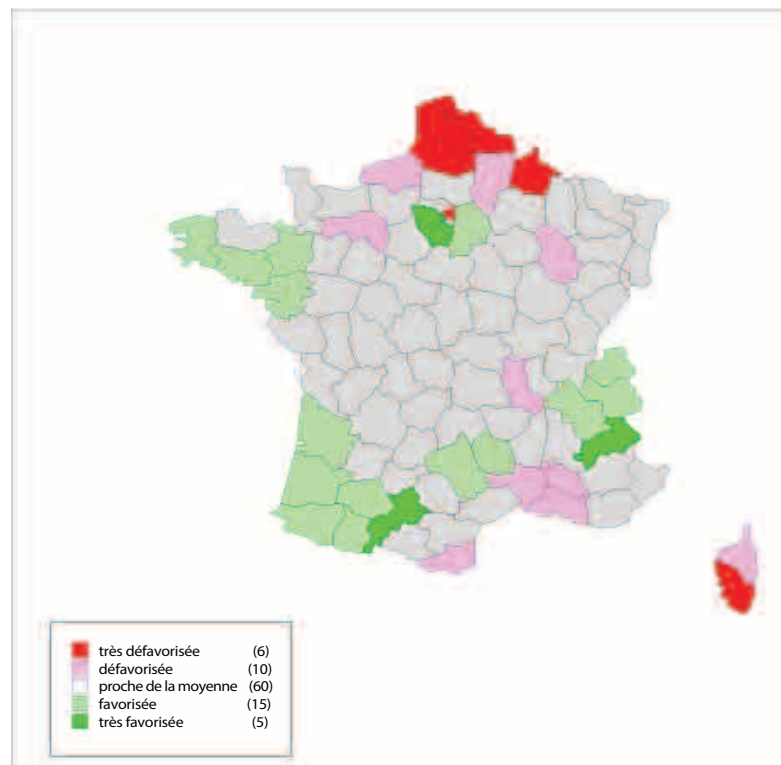 très défavorisée (6)
défavorisée (10)
proche de la moyenne (60)
favorisée (15)
très favorisée (5)